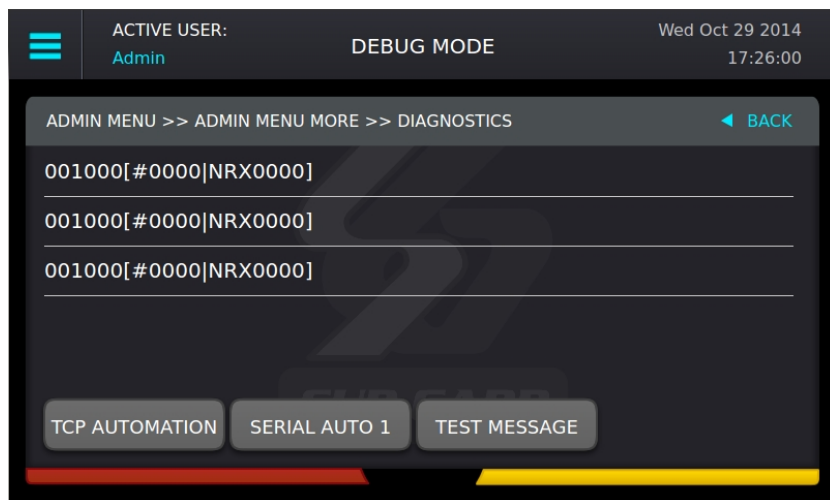 ACTIVE USER:
Admin
DEBUG MODE
Wed Oct 29 2014
17:26:00
ADMIN MENU >> ADMIN MENU MORE >> DIAGNOSTICS
◀ BACK
001000[#0000|NRX0000]
001000[#0000|NRX0000]
001000[#0000|NRX0000]
TCP AUTOMATION
SERIAL AUTO 1
TEST MESSAGE